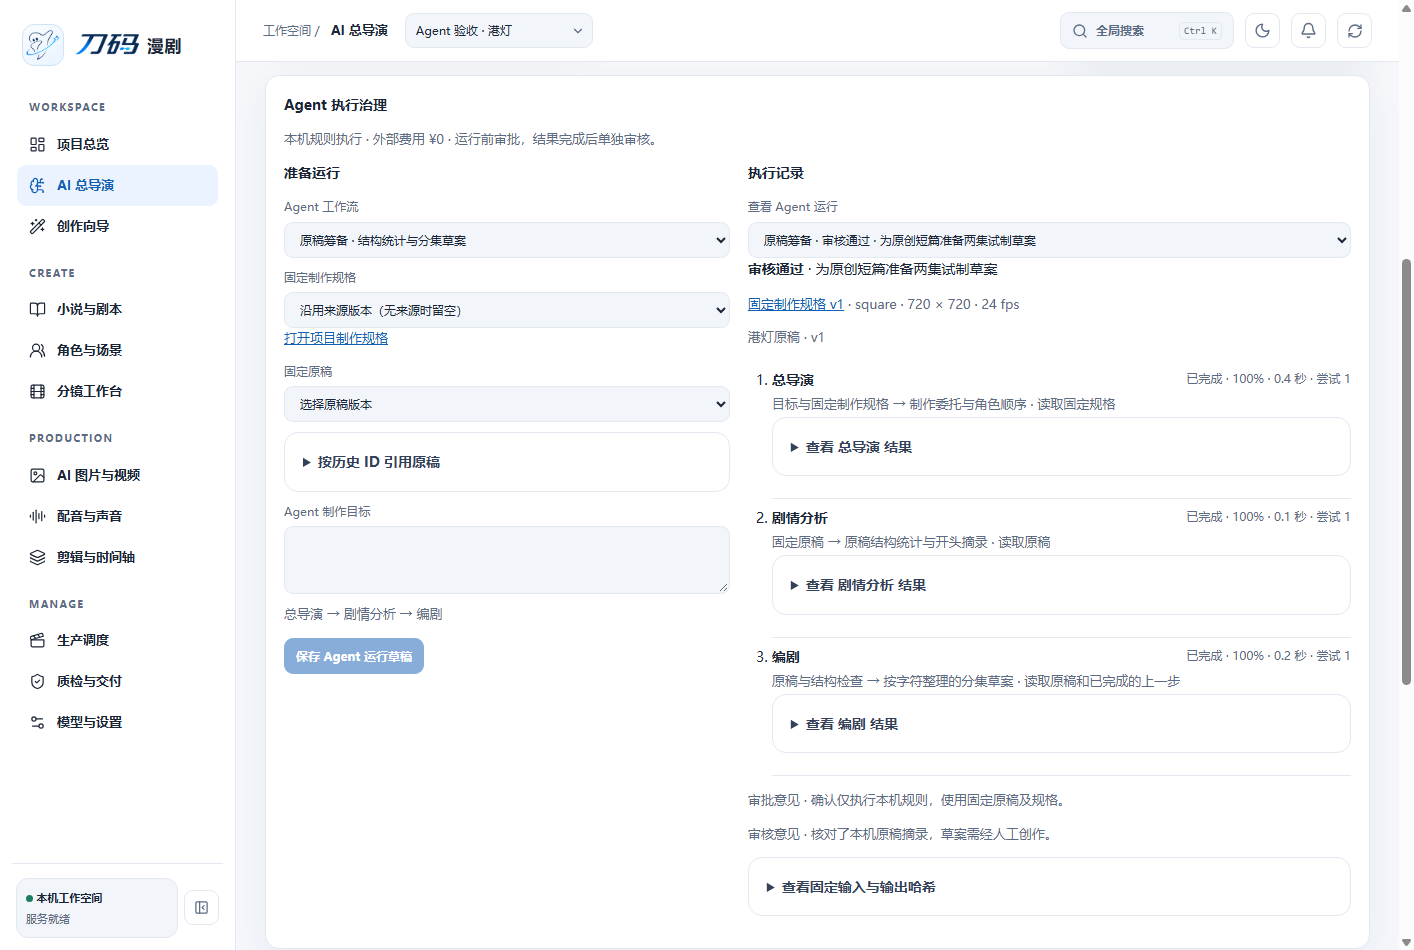 刀码 漫剧
WORKSPACE
项目总览
AI 总导演
创作向导
CREATE
小说与剧本
角色与场景
分镜工作台
PRODUCTION
AI 图片与视频
配音与声音
剪辑与时间轴
MANAGE
生产调度
质检与交付
模型与设置
本机工作空间
服务就绪
工作空间 / AI 总导演
Agent 验收 · 港灯
全局搜索 Ctrl K
Agent 执行治理
本机规则执行 · 外部费用 ¥0 · 运行前审批，结果完成后单独审核。
准备运行
Agent 工作流
原稿筹备 · 结构统计与分集草案
固定制作规格
沿用来源版本（无来源时留空）
打开项目制作规格
固定原稿
选择原稿版本
按历史 ID 引用原稿
Agent 制作目标
总导演 → 剧情分析 → 编剧
保存 Agent 运行草稿
执行记录
查看 Agent 运行
原稿筹备 · 审核通过 · 为原创短篇准备两集试制草案
审核通过 · 为原创短篇准备两集试制草案
固定制作规格 v1 · square · 720 × 720 · 24 fps
港灯原稿 · v1
1. 总导演 已完成 · 100% · 0.4 秒 · 尝试 1
目标与固定制作规格 → 制作委托与角色顺序 · 读取固定规格
查看 总导演 结果
2. 剧情分析 已完成 · 100% · 0.1 秒 · 尝试 1
固定原稿 → 原稿结构统计与开头摘录 · 读取原稿
查看 剧情分析 结果
3. 编剧 已完成 · 100% · 0.2 秒 · 尝试 1
原稿与结构检查 → 按字符整理的分集草案 · 读取原稿和已完成的上一步
查看 编剧 结果
审批意见 · 确认仅执行本机规则，使用固定原稿及规格。
审核意见 · 核对了本机原稿摘录，草案需经人工创作。
查看固定输入与输出哈希